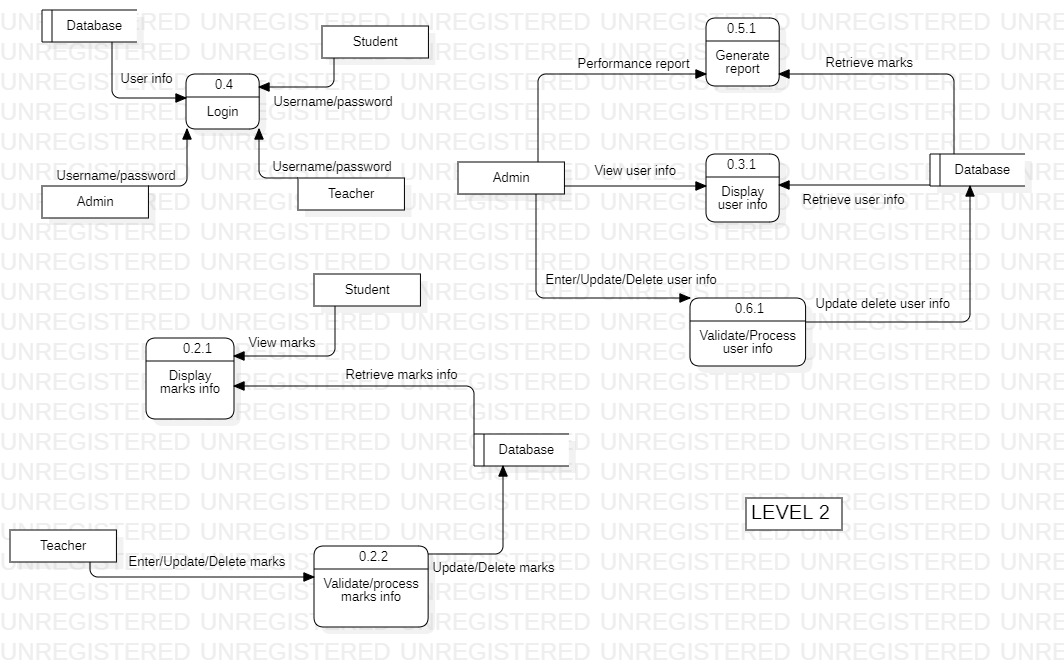 Database
Student
User info
0.4
Login
Username/password
Username/password
Admin
Username/password
Teacher
0.5.1
Generate
report
Performance report
Retrieve marks
Admin
View user info
0.3.1
Display
user info
Database
Retrieve user info
Enter/Update/Delete user info
0.6.1
Validate/Process
user info
Update delete user info
Student
View marks
0.2.1
Display
marks info
Retrieve marks info
Database
LEVEL 2
Teacher
Enter/Update/Delete marks
0.2.2
Validate/process
marks info
Update/Delete marks
UNREGISTERED